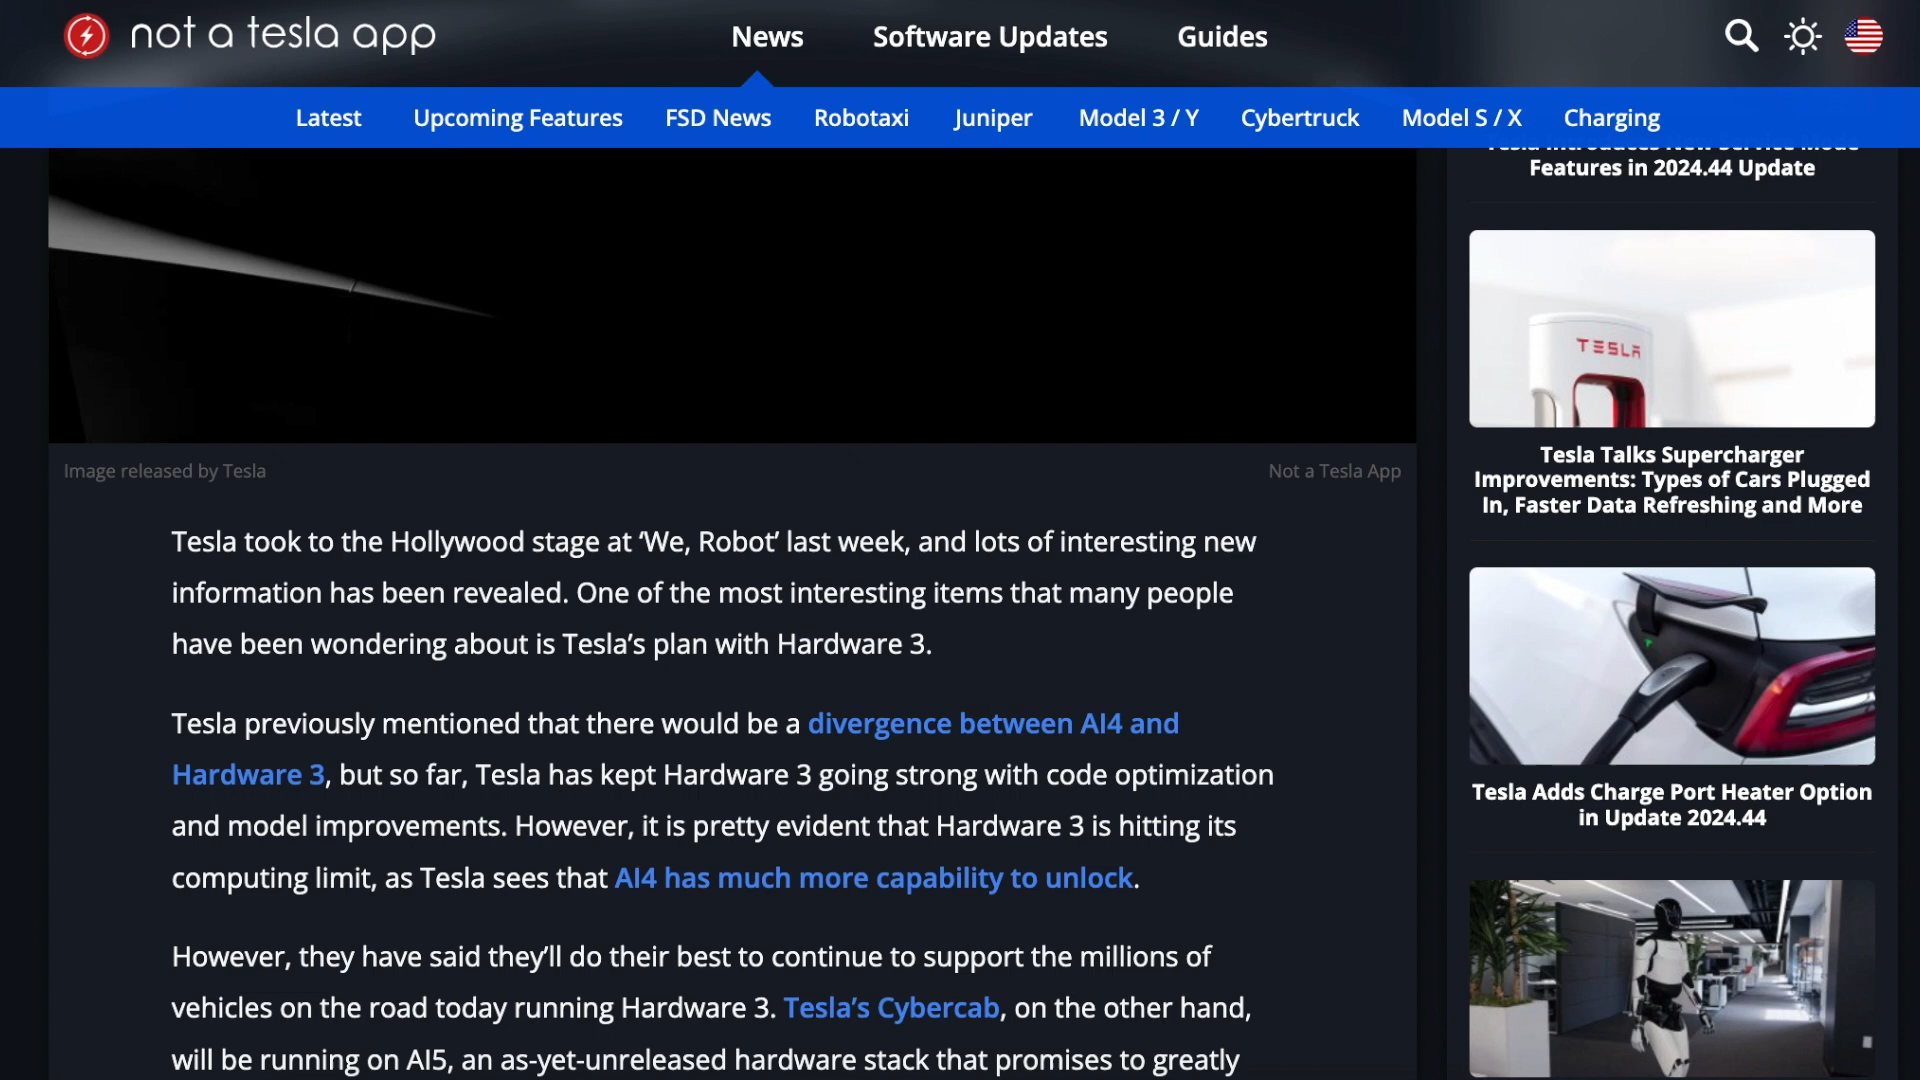 not a tesla app
News
Software Updates
Guides
Latest
Upcoming Features
FSD News
Robotaxi
Juniper
Model 3 / Y
Cybertruck
Model S / X
Charging
Image released by Tesla
Not a Tesla App
Tesla took to the Hollywood stage at ‘We, Robot’ last week, and lots of interesting new
information has been revealed. One of the most interesting items that many people
have been wondering about is Tesla’s plan with Hardware 3.
Tesla previously mentioned that there would be a divergence between AI4 and
Hardware 3, but so far, Tesla has kept Hardware 3 going strong with code optimization
and model improvements. However, it is pretty evident that Hardware 3 is hitting its
computing limit, as Tesla sees that AI4 has much more capability to unlock.
However, they have said they’ll do their best to continue to support the millions of
vehicles on the road today running Hardware 3. Tesla’s Cybercab, on the other hand,
will be running on AI5, an as-yet-unreleased hardware stack that promises to greatly
Tesla Introduces New Service Mode
Features in 2024.44 Update
TESLA
Tesla Talks Supercharger
Improvements: Types of Cars Plugged
In, Faster Data Refreshing and More
Tesla Adds Charge Port Heater Option
in Update 2024.44